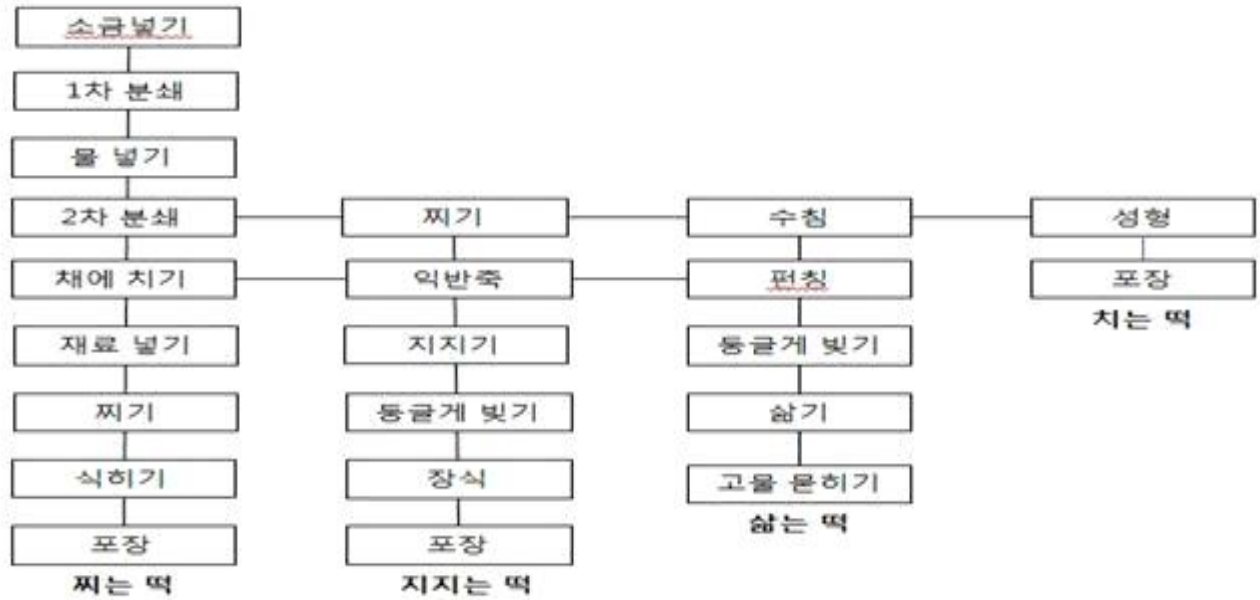 소금넣기
1차 분쇄
물 넣기
2차 분쇄
찌기
수침
성형
채에 치기
익반죽
펀칭
포장
치는 떡
재료 넣기
지지기
둥글게 빚기
찌기
둥글게 빚기
삶기
식히기
장식
고물 묻히기
삶는 떡
포장
포장
찌는 떡
지지는 떡